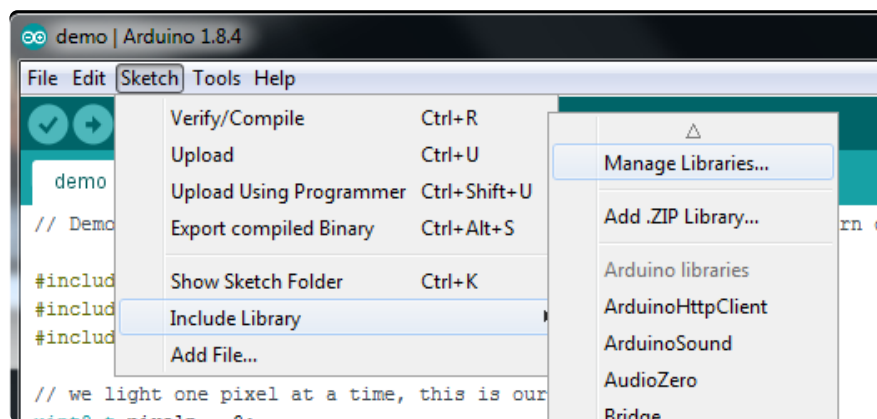 demo | Arduino 1.8.4
File Edit Sketch Tools Help
Verify/Compile Ctrl+R
Upload Ctrl+U
Upload Using Programmer Ctrl+Shift+U
Export compiled Binary Ctrl+Alt+S
Show Sketch Folder Ctrl+K
Include Library
Add File...
Manage Libraries...
Add .ZIP Library...
Arduino libraries
ArduinoHttpClient
ArduinoSound
AudioZero
Bridge
demo
// Demo
#includ
#includ
#includ
// we light one pixel at a time, this is our